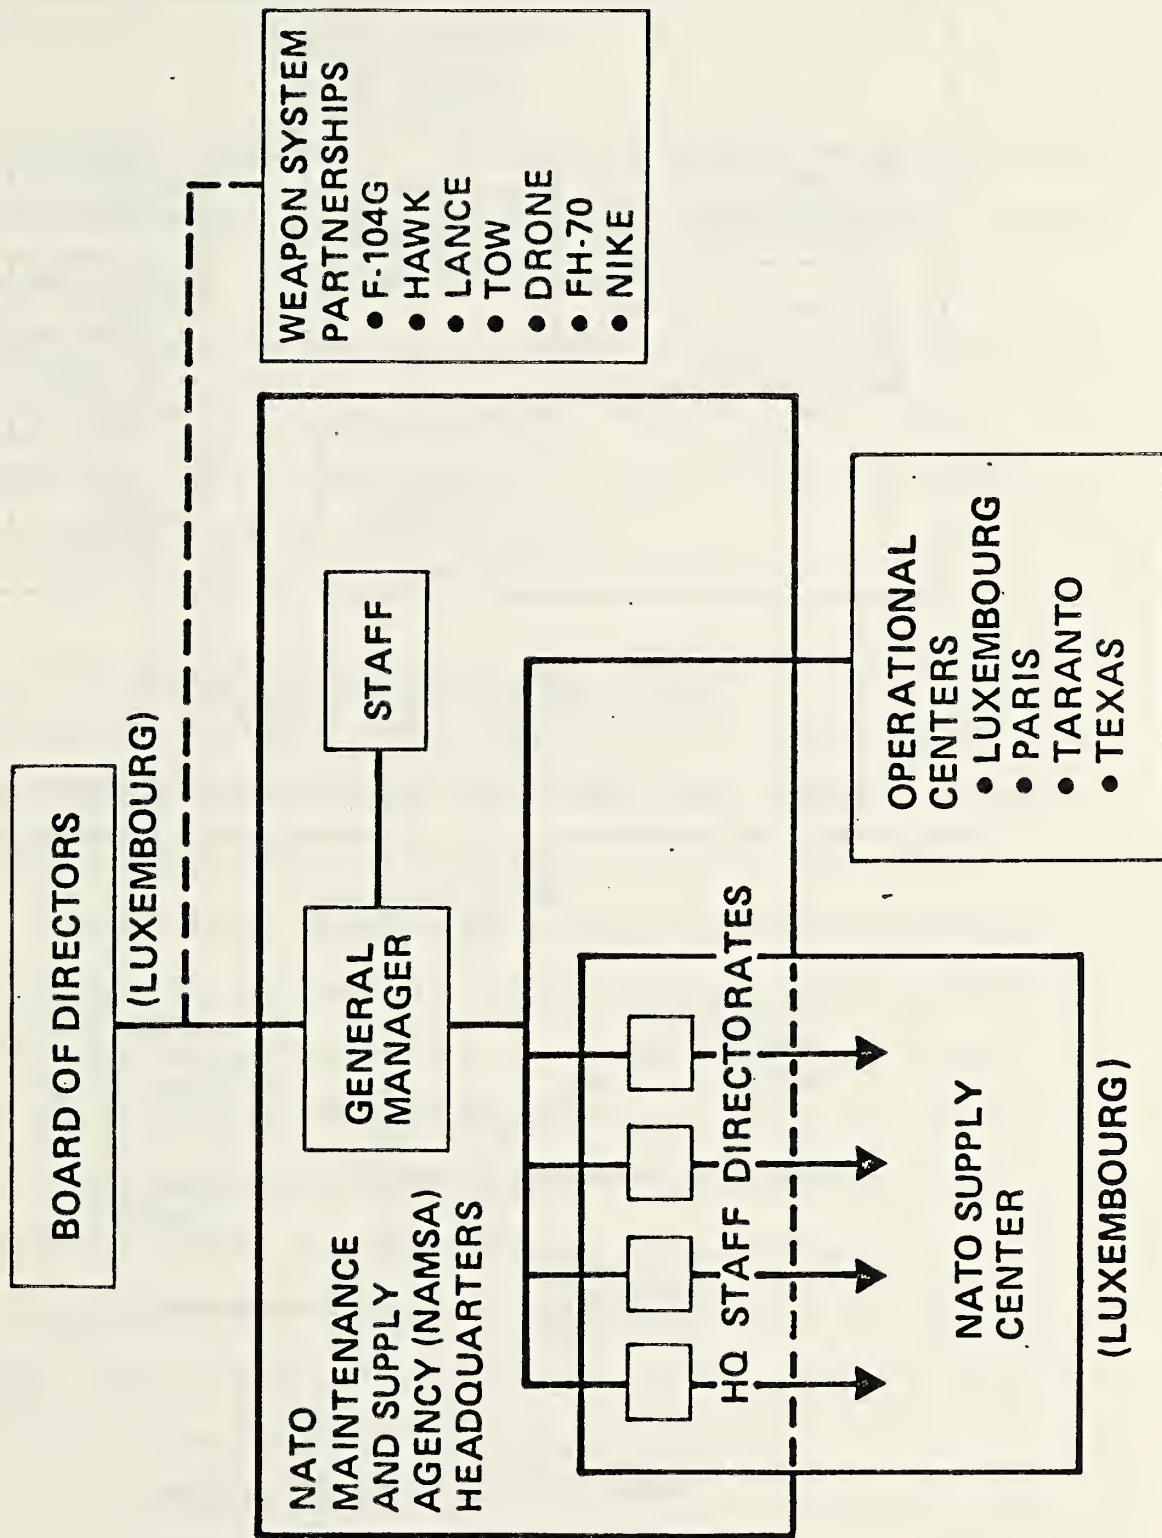 BOARD OF DIRECTORS
(LUXEMBOURG)
WEAPON SYSTEM
PARTNERSHIPS
• F-104G
• HAWK
• LANCE
• TOW
• DRONE
• FH-70
• NIKE
NATO
MAINTENANCE
AND SUPPLY
AGENCY (NAMSA)
HEADQUARTERS
GENERAL
MANAGER
STAFF
HQ STAFF DIRECTORATES
NATO SUPPLY
CENTER
(LUXEMBOURG)
OPERATIONAL
CENTERS
• LUXEMBOURG
• PARIS
• TARANTO
• TEXAS